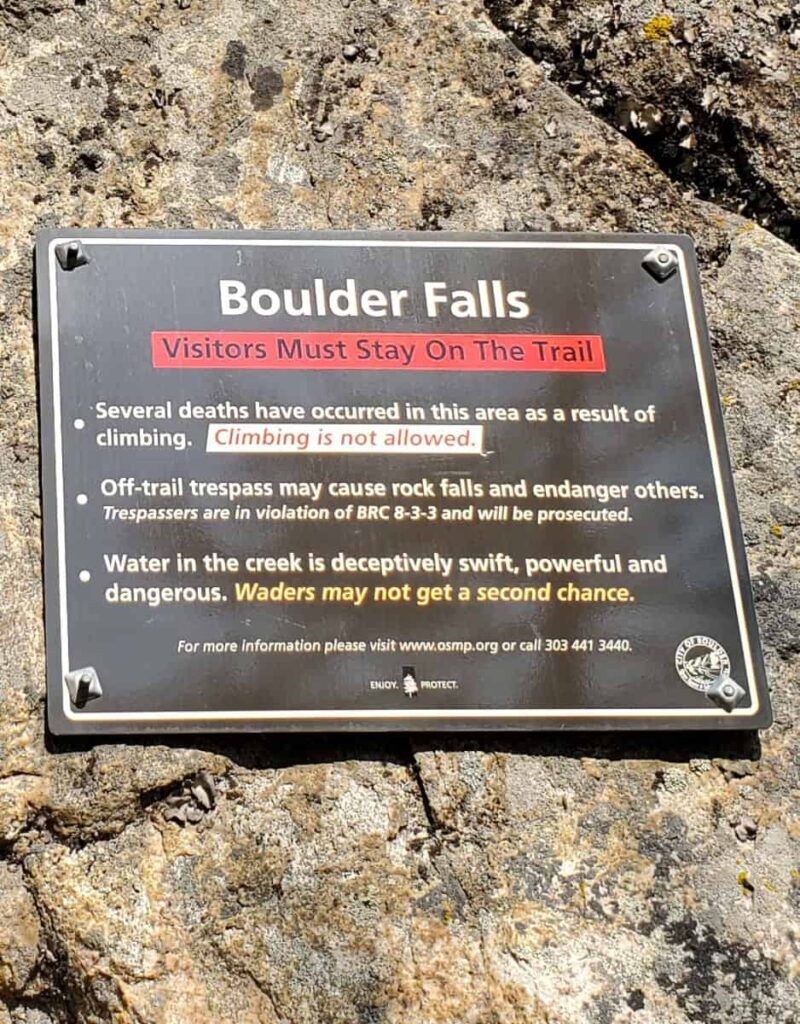 Boulder Falls
Visitors Must Stay On The Trail
• Several deaths have occurred in this area as a result of
climbing. Climbing is not allowed.
• Off-trail trespass may cause rock falls and endanger others.
Trespassers are in violation of BRC 8-3-3 and will be prosecuted.
• Water in the creek is deceptively swift, powerful and
dangerous. Waders may not get a second chance.
For more information please visit www.osmp.org or call 303 441 3440.
CITY OF BOULDER
ENJOY. PROTECT.